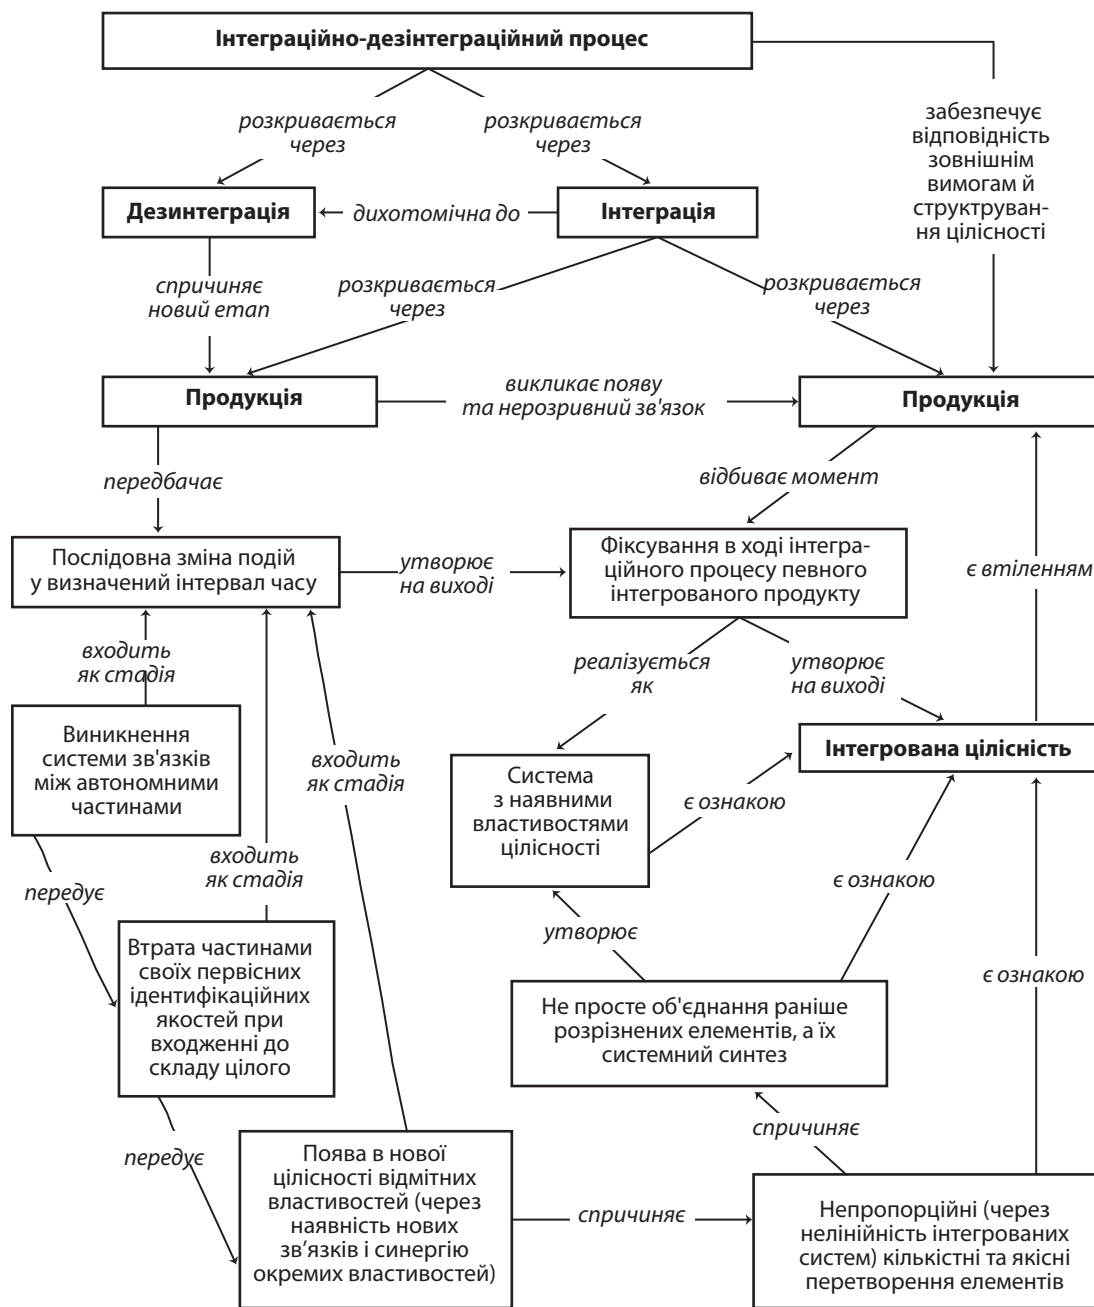 Інтеграційно-дезінтеграційний процес
розкривається
через
розкривається
через
забезпечує
відповідність
зовнішнім
вимогам й
структруван-
ня цілісності
Дезинтеграція
дихотомічна до
Інтеграція
спричиняє
новий етап
розкривається
через
розкривається
через
Продукція
викликає появу
та нерозривний зв'язок
Продукція
передбачає
відбиває момент
Послідовна зміна подій
у визначений інтервал часу
утворює
на виході
Фіксування в ході інтегра-
ційного процесу певного
інтегрованого продукту
є втіленням
входить
як стадія
реалізується
як
утворює
на виході
Виникнення
системи зв'язків
між автономними
частинами
входить
як стадія
Система
з наявними
властивостями
цілісності
є ознакою
Інтегрована цілісність
передує
входить
як стадія
є ознакою
Втрата частинами
своїх первісних
ідентифікаційних
якостей при
входженні до
складу цілого
утворює
є ознакою
Не просте об'єднання раніше
розрізнених елементів, а їх
системний синтез
передує
спричиняє
Поява в нової
цілісності відмітних
властивостей (через
наявність нових
зв’язків і синергію
окремих властивостей)
спричиняє
Непропорційні (через
нелінійність інтегрованих
систем) кількістні та якісні
перетворення елементів